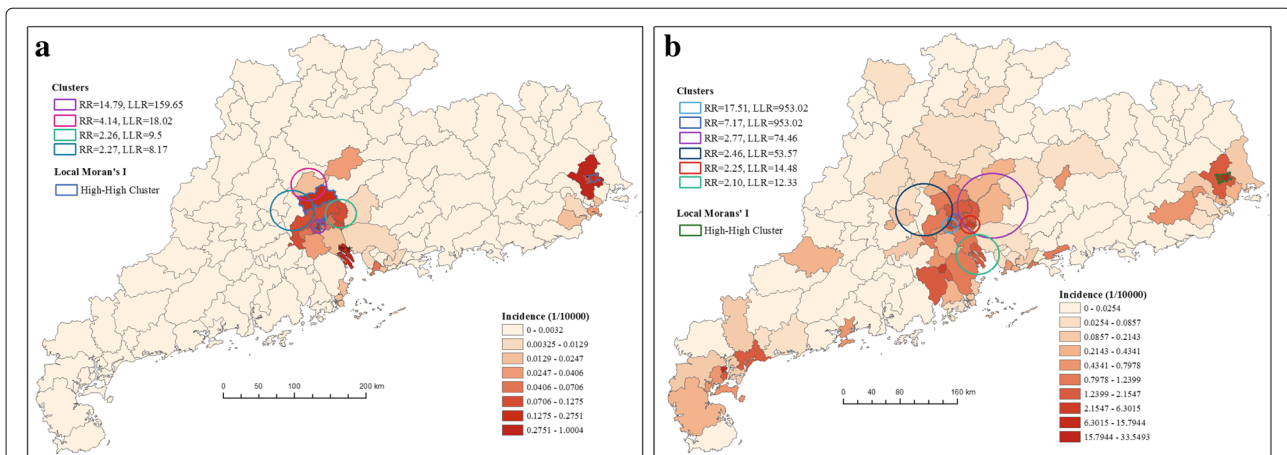 a
Clusters
RR=14.79, LLR=159.65
RR=4.14, LLR=18.02
RR=2.26, LLR=9.5
RR=2.27, LLR=8.17
Local Moran's I
High-High Cluster
Incidence (1/10000)
0 - 0.0032
0.00325 - 0.0129
0.0129 - 0.0247
0.0247 - 0.0406
0.0406 - 0.0706
0.0706 - 0.1275
0.1275 - 0.2751
0.2751 - 1.0004
0 50 100 200 km
b
Clusters
RR=17.51, LLR=953.02
RR=7.17, LLR=953.02
RR=2.77, LLR=74.46
RR=2.46, LLR=53.57
RR=2.25, LLR=14.48
RR=2.10, LLR=12.33
Local Morans' I
High-High Cluster
Incidence (1/10000)
0 - 0.0254
0.0254 - 0.0857
0.0857 - 0.2143
0.2143 - 0.4341
0.4341 - 0.7978
0.7978 - 1.2399
1.2399 - 2.1547
2.1547 - 6.3015
6.3015 - 15.7944
15.7944 - 33.5493
0 40 80 160 km